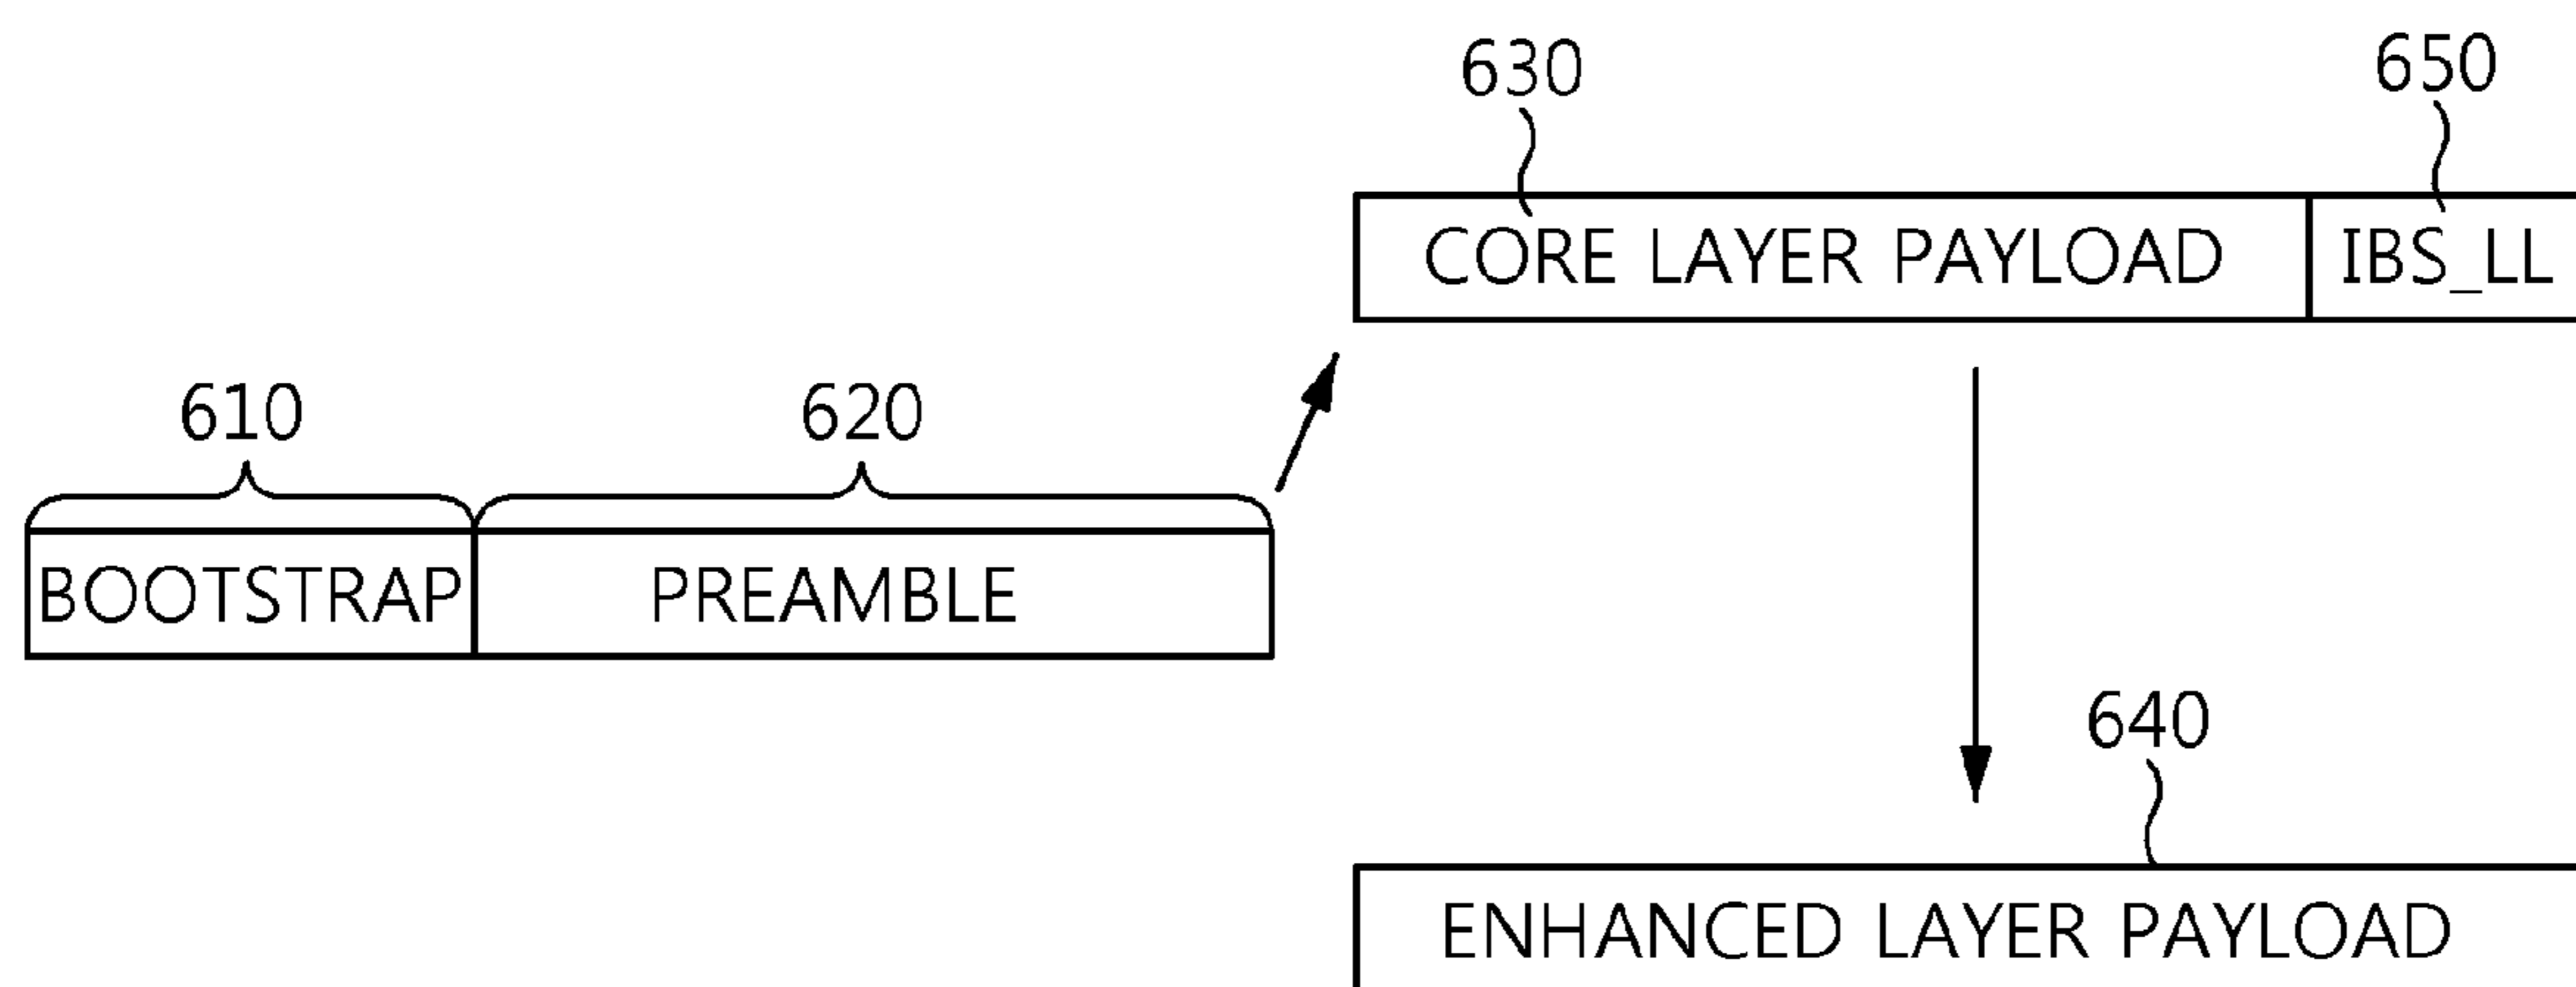 630
650
CORE LAYER PAYLOAD
IBS_LL
610
620
BOOTSTRAP
PREAMBLE
640
ENHANCED LAYER PAYLOAD